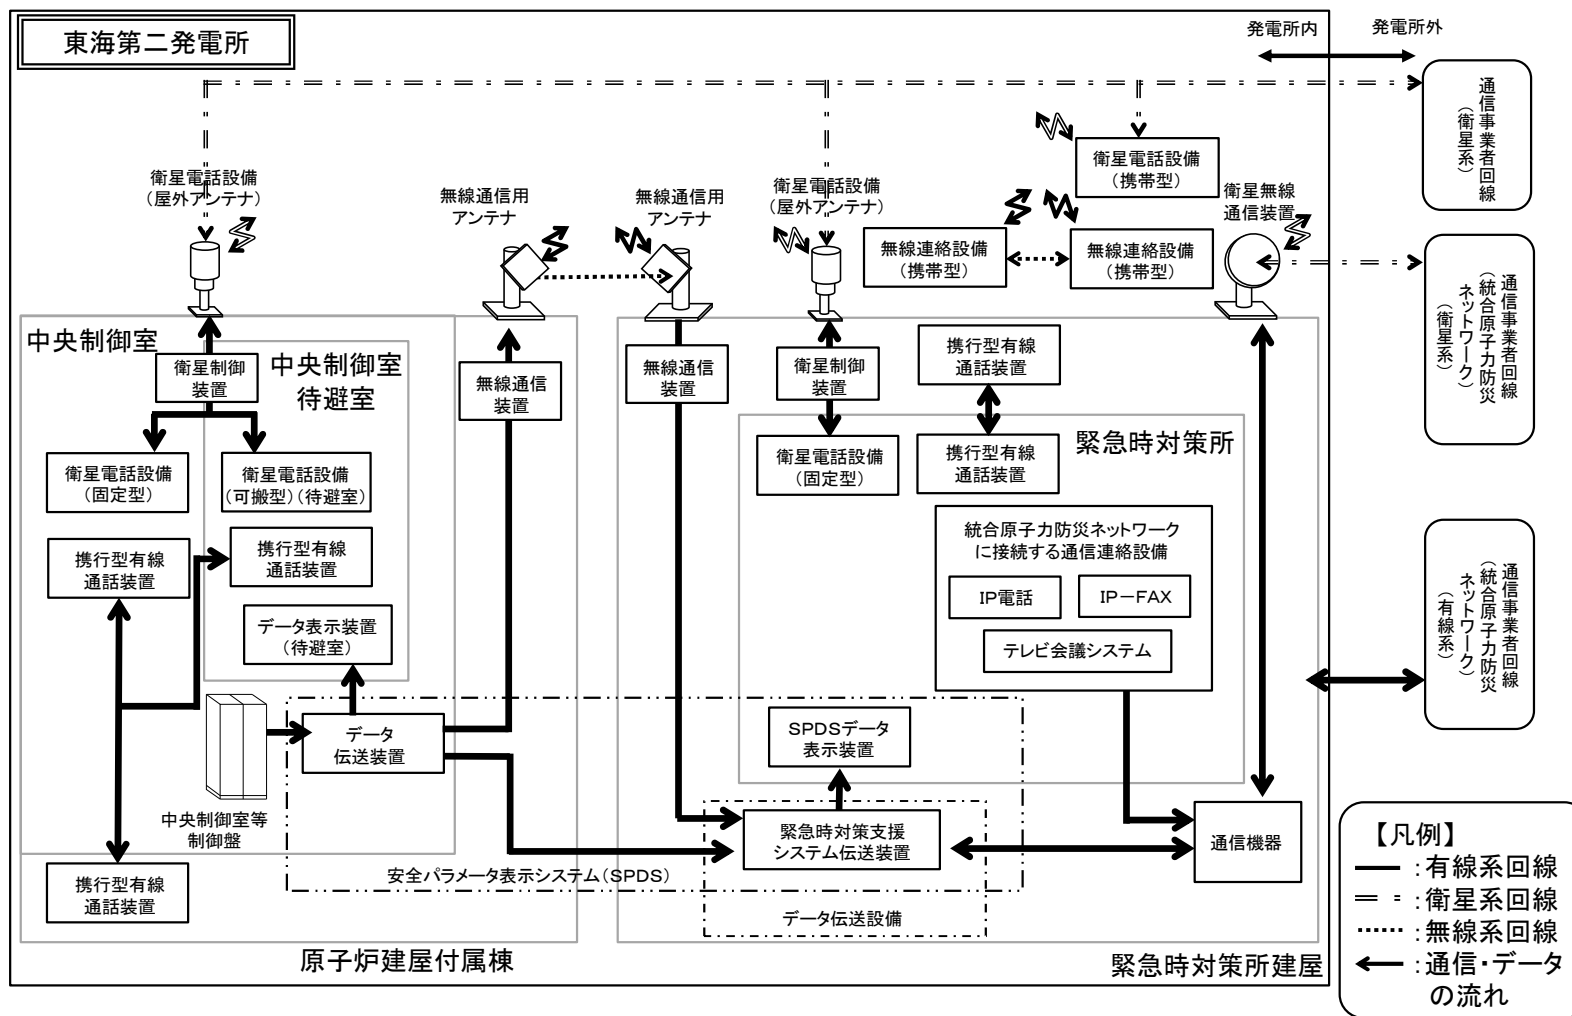 東海第二発電所
発電所内
発電所外
通信事業者回線
（衛星系）
衛星電話設備
（携帯型）
衛星電話設備
（屋外アンテナ）
無線通信用
アンテナ
無線通信用
アンテナ
衛星電話設備
（屋外アンテナ）
衛星無線
通信装置
無線連絡設備
（携帯型）
無線連絡設備
（携帯型）
通信事業者回線
（統合原子力防災
ネットワーク）
（衛星系）
中央制御室
中央制御室
待避室
衛星制御
装置
無線通信
装置
無線通信
装置
衛星制御
装置
携行型有線
通話装置
緊急時対策所
衛星電話設備
（固定型）
衛星電話設備
（可搬型）（待避室）
衛星電話設備
（固定型）
携行型有線
通話装置
携行型有線
通話装置
携行型有線
通話装置
統合原子力防災ネットワーク
に接続する通信連絡設備
IP電話
IP－FAX
テレビ会議システム
通信事業者回線
（統合原子力防災
ネットワーク）
（有線系）
データ表示装置
（待避室）
データ
伝送装置
SPDSデータ
表示装置
中央制御室等
制御盤
緊急時対策支援
システム伝送装置
通信機器
安全パラメータ表示システム（SPDS）
携行型有線
通話装置
データ伝送設備
原子炉建屋付属棟
緊急時対策所建屋
【凡例】
：有線系回線
：衛星系回線
：無線系回線
：通信・データ
の流れ